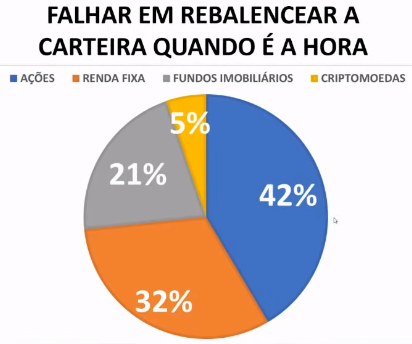 FALHAR EM REBALENCEAR A
CARTEIRA QUANDO É A HORA
AÇÕES RENDA FIXA FUNDOS IMOBILIÁRIOS CRIPTOMOEDAS
5%
21%
42%
32%